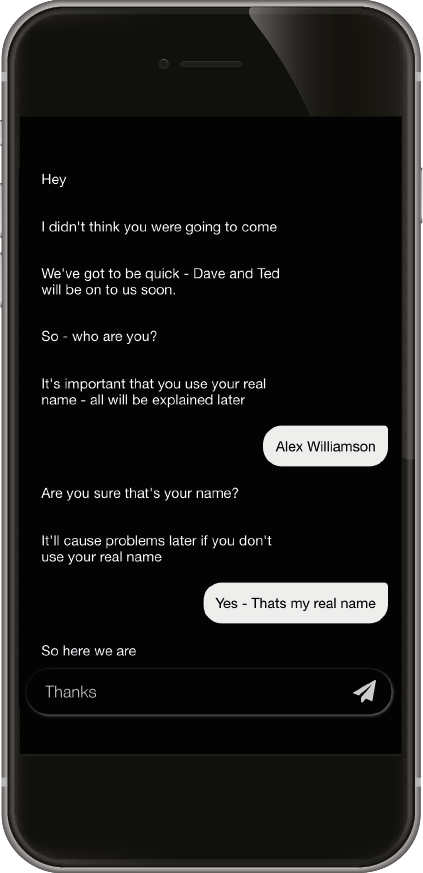 Hey
I didn't think you were going to come
We've got to be quick - Dave and Ted
will be on to us soon.
So - who are you?
It's important that you use your real
name - all will be explained later
Alex Williamson
Are you sure that's your name?
It'll cause problems later if you don't
use your real name
Yes - Thats my real name
So here we are
Thanks